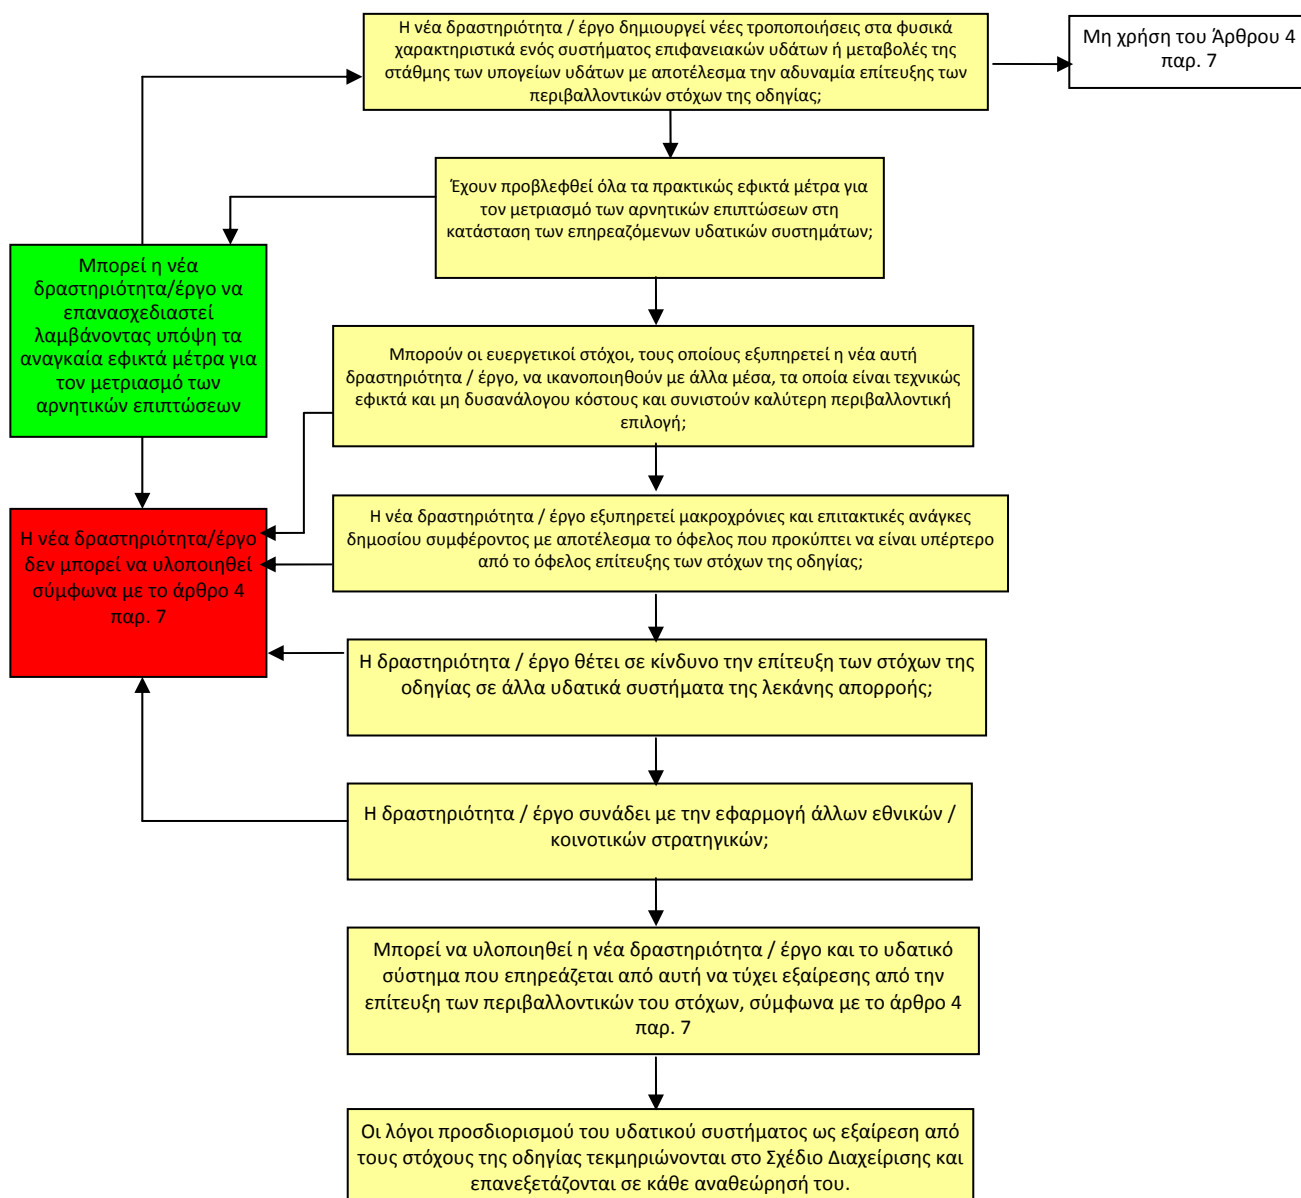 Η νέα δραστηριότητα / έργο δημιουργεί νέες τροποποιήσεις στα φυσικά
χαρακτηριστικά ενός συστήματος επιφανειακών υδάτων ή μεταβολές της
στάθμης των υπογείων υδάτων με αποτέλεσμα την αδυναμία επίτευξης των
περιβαλλοντικών στόχων της οδηγίας;
Μη χρήση του Άρθρου 4
παρ. 7
Έχουν προβλεφθεί όλα τα πρακτικώς εφικτά μέτρα για
τον μετριασμό των αρνητικών επιπτώσεων στη
κατάσταση των επηρεαζόμενων υδατικών συστημάτων;
Μπορεί η νέα
δραστηριότητα/έργο να
επανασχεδιαστεί
λαμβάνοντας υπόψη τα
αναγκαία εφικτά μέτρα για
τον μετριασμό των
αρνητικών επιπτώσεων
Μπορούν οι ευεργετικοί στόχοι, τους οποίους εξυπηρετεί η νέα αυτή
δραστηριότητα / έργο, να ικανοποιηθούν με άλλα μέσα, τα οποία είναι τεχνικώς
εφικτά και μη δυσανάλογου κόστους και συνιστούν καλύτερη περιβαλλοντική
επιλογή;
Η νέα δραστηριότητα/έργο
δεν μπορεί να υλοποιηθεί
σύμφωνα με το άρθρο 4
παρ. 7
Η νέα δραστηριότητα / έργο εξυπηρετεί μακροχρόνιες και επιτακτικές ανάγκες
δημοσίου συμφέροντος με αποτέλεσμα το όφελος που προκύπτει να είναι υπέρτερο
από το όφελος επίτευξης των στόχων της οδηγίας;
Η δραστηριότητα / έργο θέτει σε κίνδυνο την επίτευξη των στόχων της
οδηγίας σε άλλα υδατικά συστήματα της λεκάνης απορροής;
Η δραστηριότητα / έργο συνάδει με την εφαρμογή άλλων εθνικών /
κοινοτικών στρατηγικών;
Μπορεί να υλοποιηθεί η νέα δραστηριότητα / έργο και το υδατικό
σύστημα που επηρεάζεται από αυτή να τύχει εξαίρεσης από την
επίτευξη των περιβαλλοντικών του στόχων, σύμφωνα με το άρθρο 4
παρ. 7
Οι λόγοι προσδιορισμού του υδατικού συστήματος ως εξαίρεση από
τους στόχους της οδηγίας τεκμηριώνονται στο Σχέδιο Διαχείρισης και
επανεξετάζονται σε κάθε αναθεώρησή του.